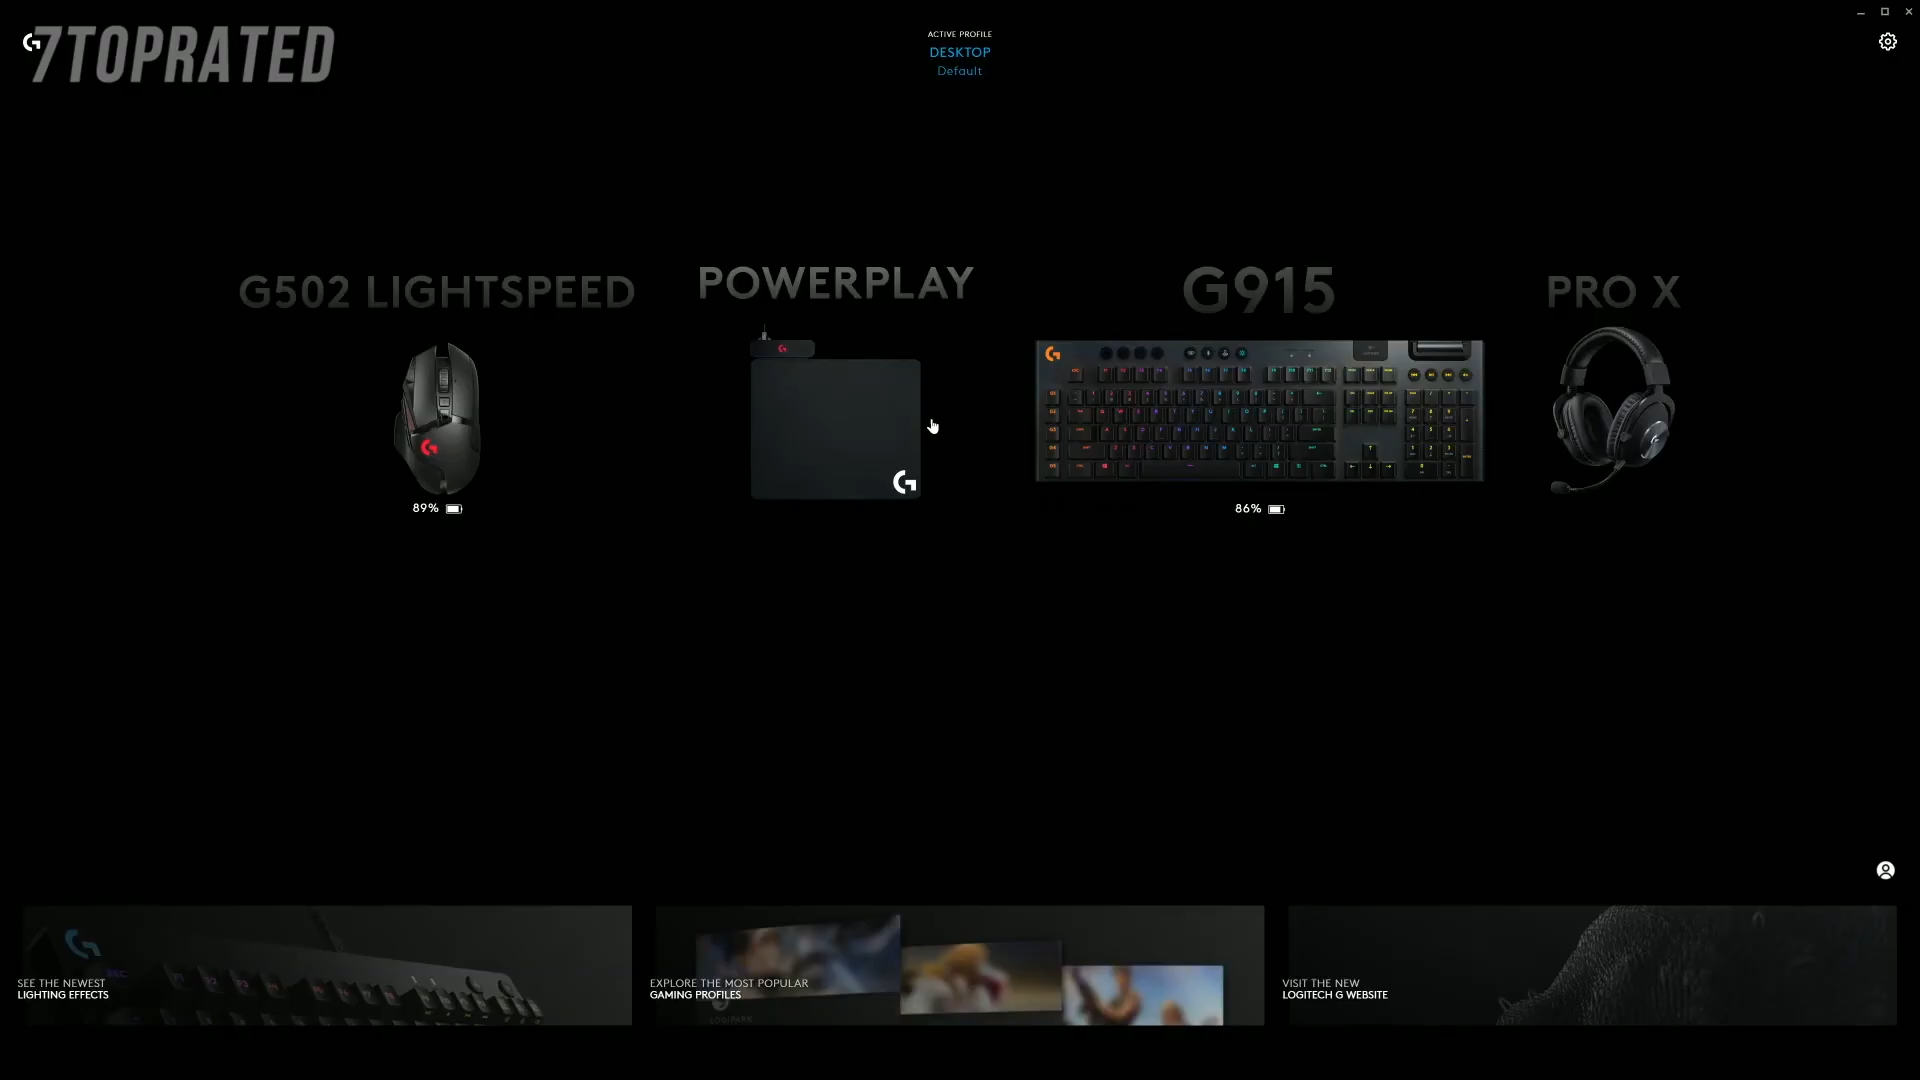 7TOPRATED
ACTIVE PROFILE
DESKTOP
Default
G502 LIGHTSPEED
POWERPLAY
G915
PRO X
89%
86%
SEE THE NEWEST
LIGHTING EFFECTS
EXPLORE THE MOST POPULAR
GAMING PROFILES
LOGIPARK
VISIT THE NEW
LOGITECH G WEBSITE